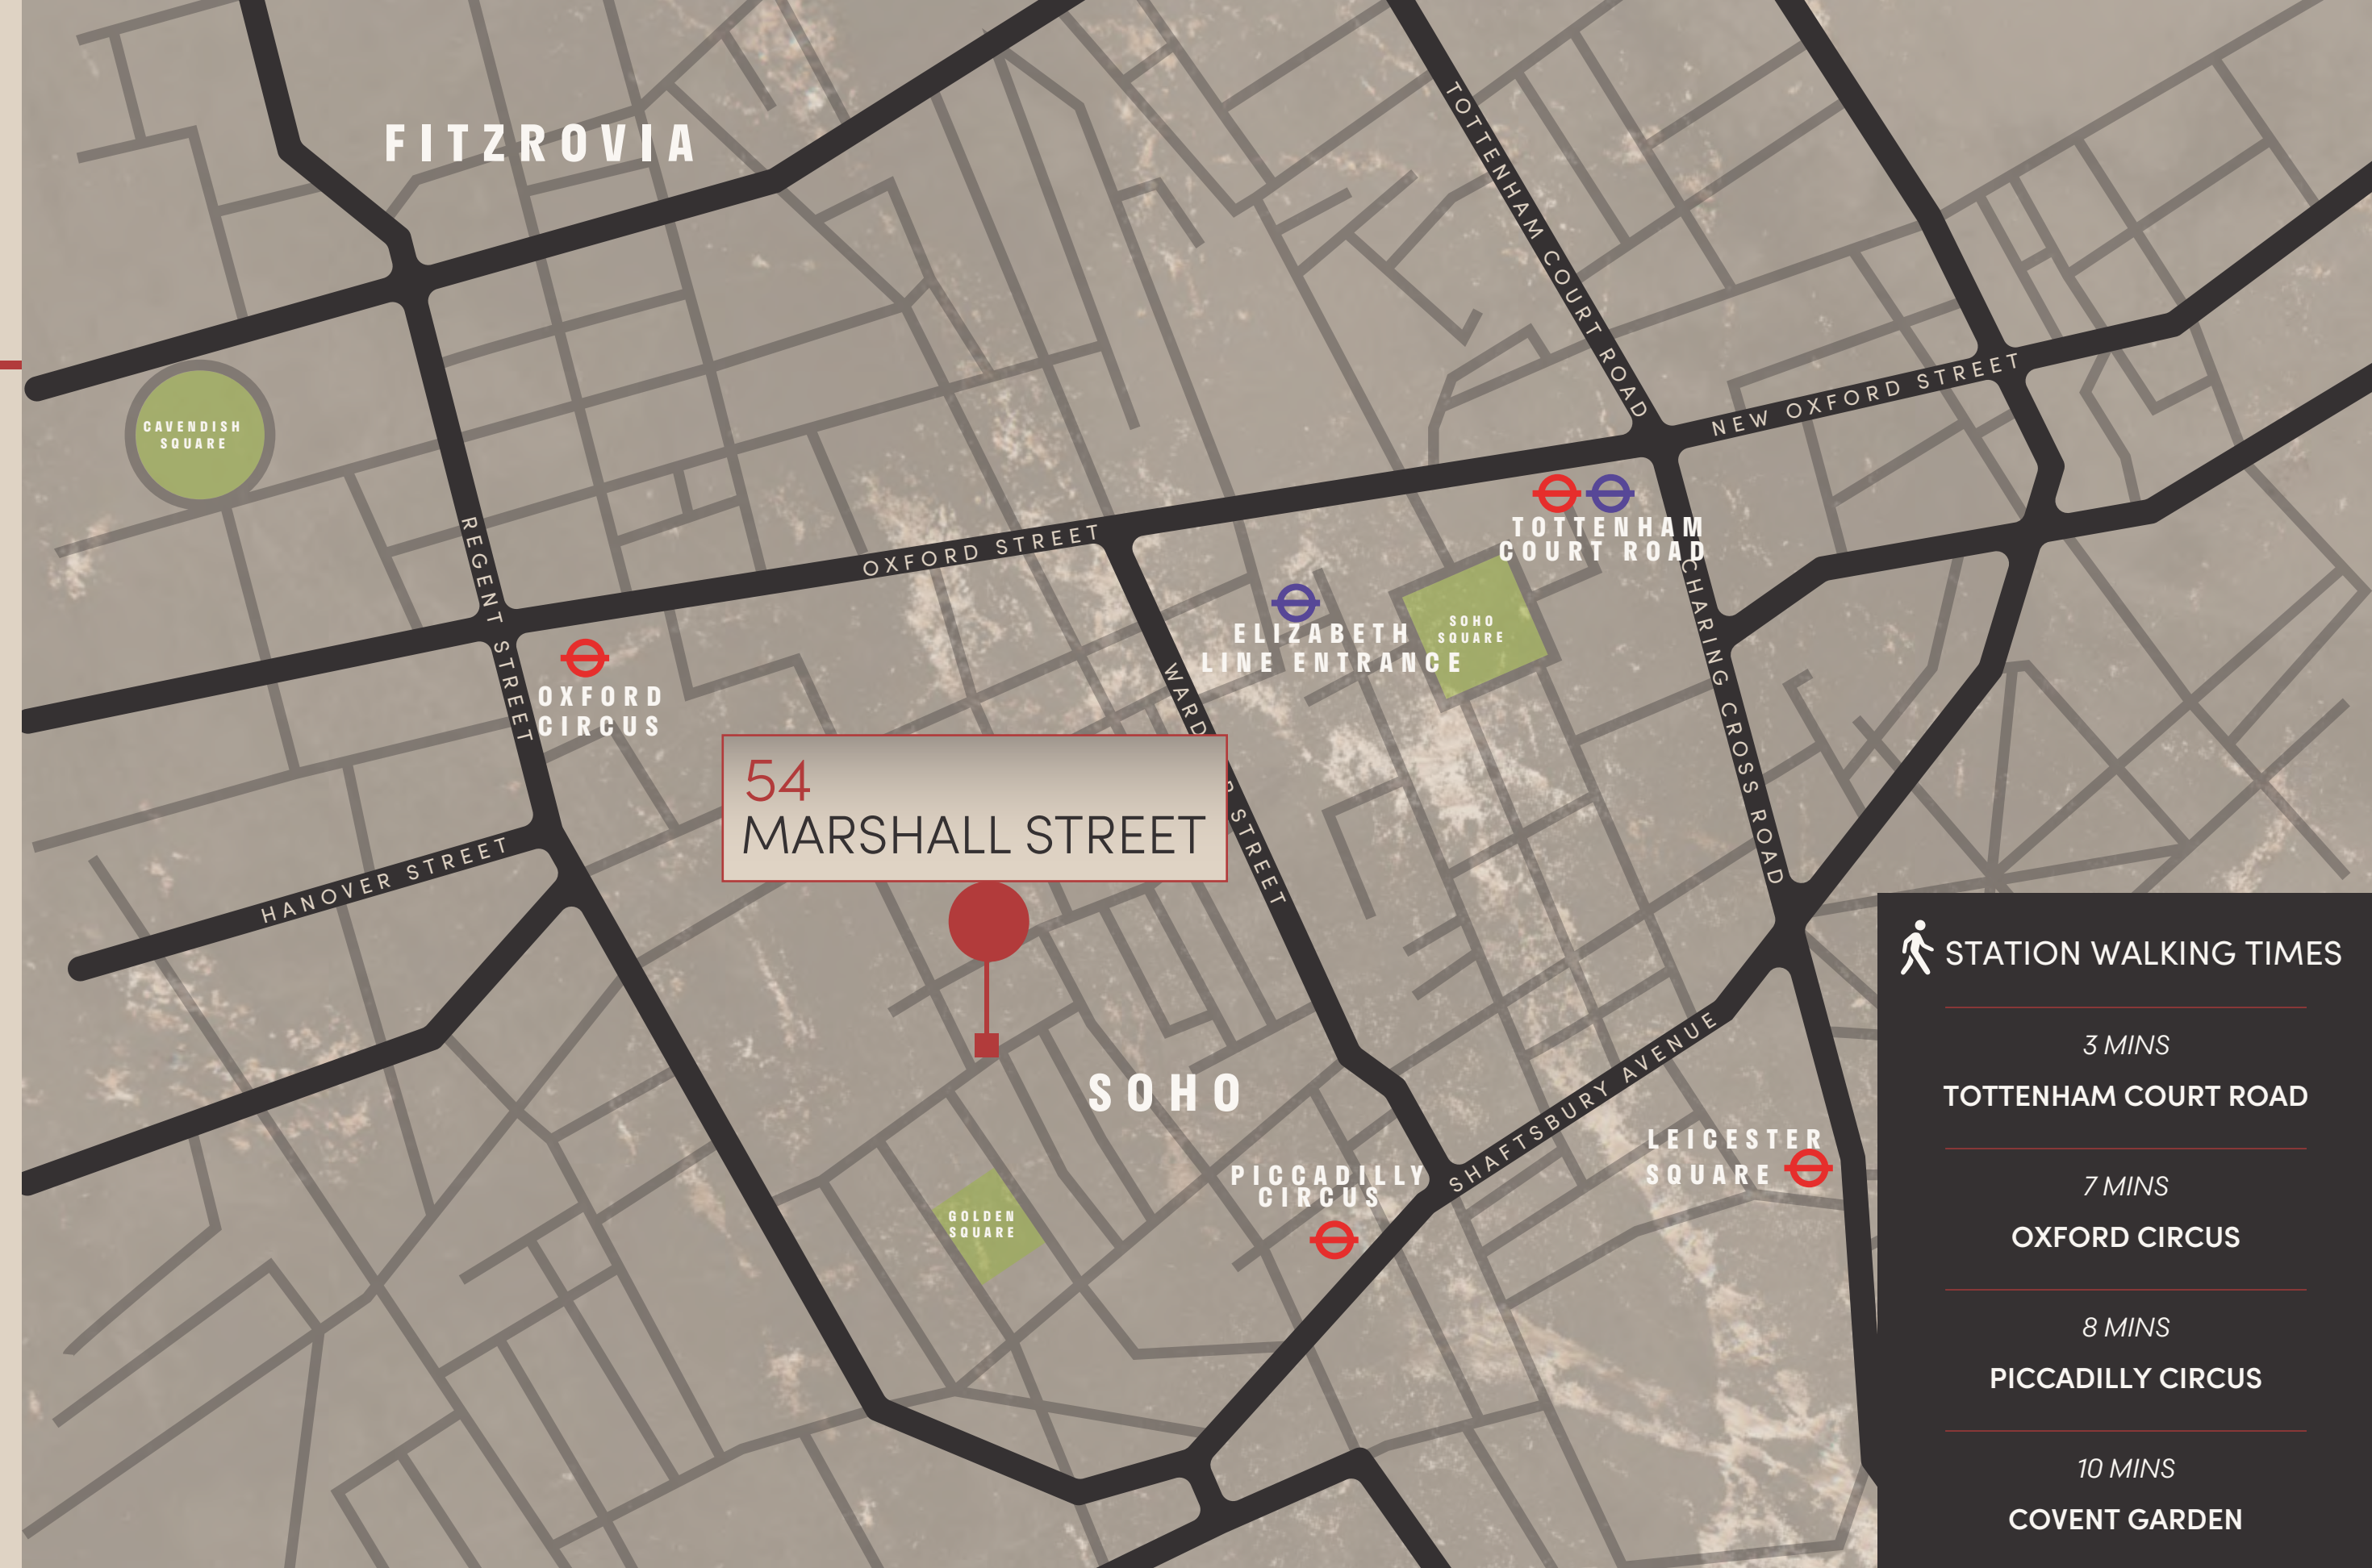 FITZROVIA
TOTTENHAM COURT ROAD
NEW OXFORD STREET
CAVENDISH
SQUARE
REGENT STREET
OXFORD STREET
TOTTENHAM
COURT ROAD
CHARING CROSS ROAD
SOHO
SQUARE
ELIZABETH
LINE ENTRANCE
OXFORD
CIRCUS
WARD
R STREET
54
MARSHALL STREET
HANOVER STREET
SOHO
SHAFTSBURY AVENUE
LEICESTER
SQUARE
PICCADILLY
CIRCUS
GOLDEN
SQUARE
STATION WALKING TIMES
3 MINS
TOTTENHAM COURT ROAD
7 MINS
OXFORD CIRCUS
8 MINS
PICCADILLY CIRCUS
10 MINS
COVENT GARDEN